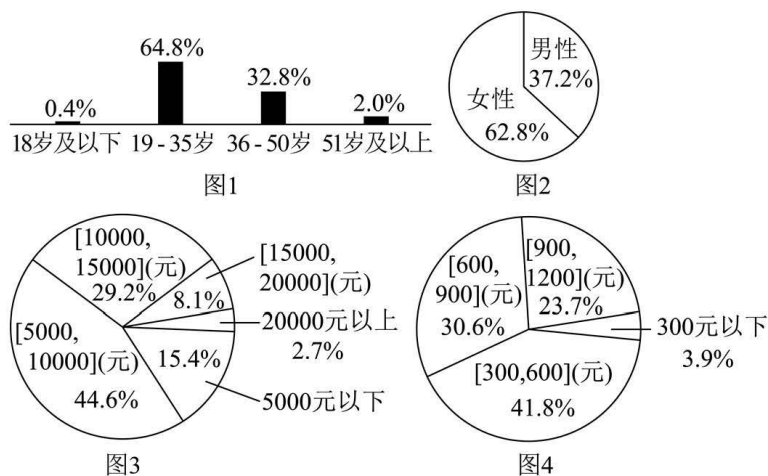 64.8%
32.8%
0.4%
2.0%
18岁及以下 19-35岁 36-50岁 51岁及以上
图1
男性
37.2%
女性
62.8%
图2
[10000,
15000](元)
29.2%
[15000,
20000](元)
8.1%
20000元以上
2.7%
[5000,
10000](元)
44.6%
15.4%
5000元以下
图3
[600,
900](元)
30.6%
[900,
1200](元)
23.7%
300元以下
3.9%
[300,600](元)
41.8%
图4